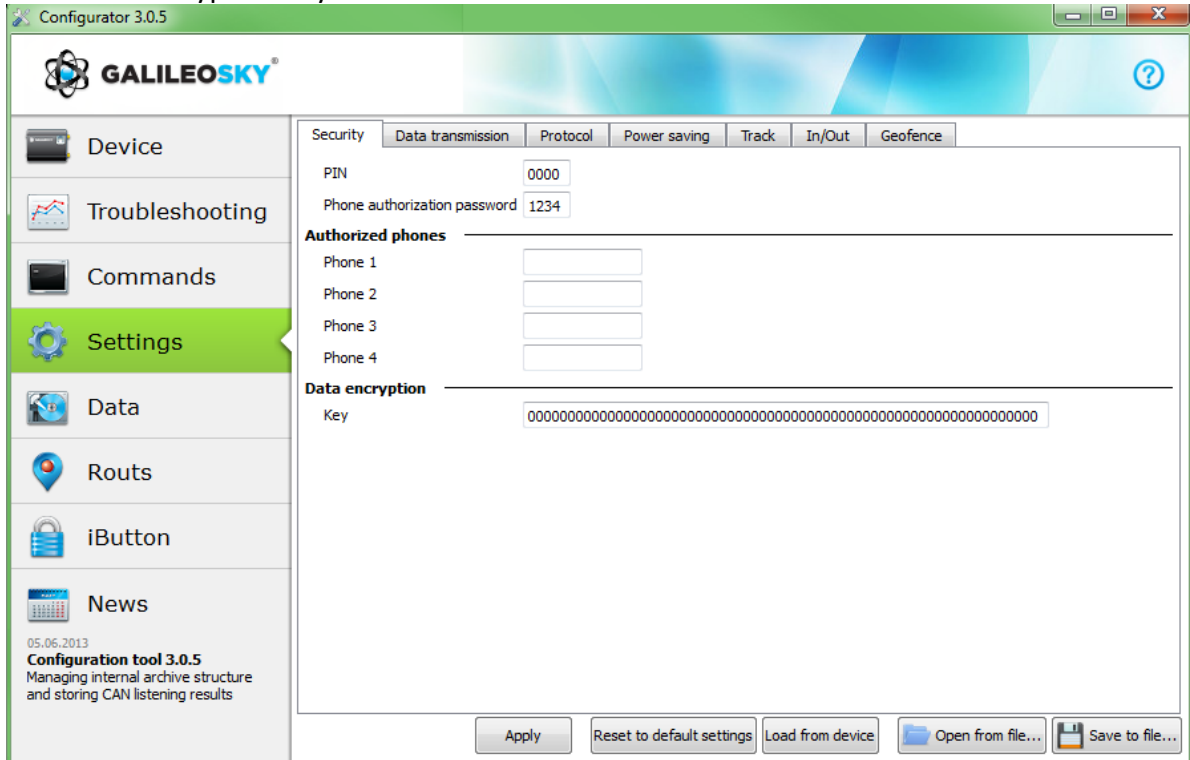 Configurator 3.0.5
GALILEOSKY®
?
Device
Troubleshooting
Commands
Settings
Data
Routs
iButton
News
05.06.2013
Configuration tool 3.0.5
Managing internal archive structure
and storing CAN listening results
Security Data transmission Protocol Power saving Track In/Out Geofence
PIN 0000
Phone authorization password 1234
Authorized phones
Phone 1
Phone 2
Phone 3
Phone 4
Data encryption
Key 0000000000000000000000000000000000000000000000000000000000000000
Apply Reset to default settings Load from device Open from file... Save to file...